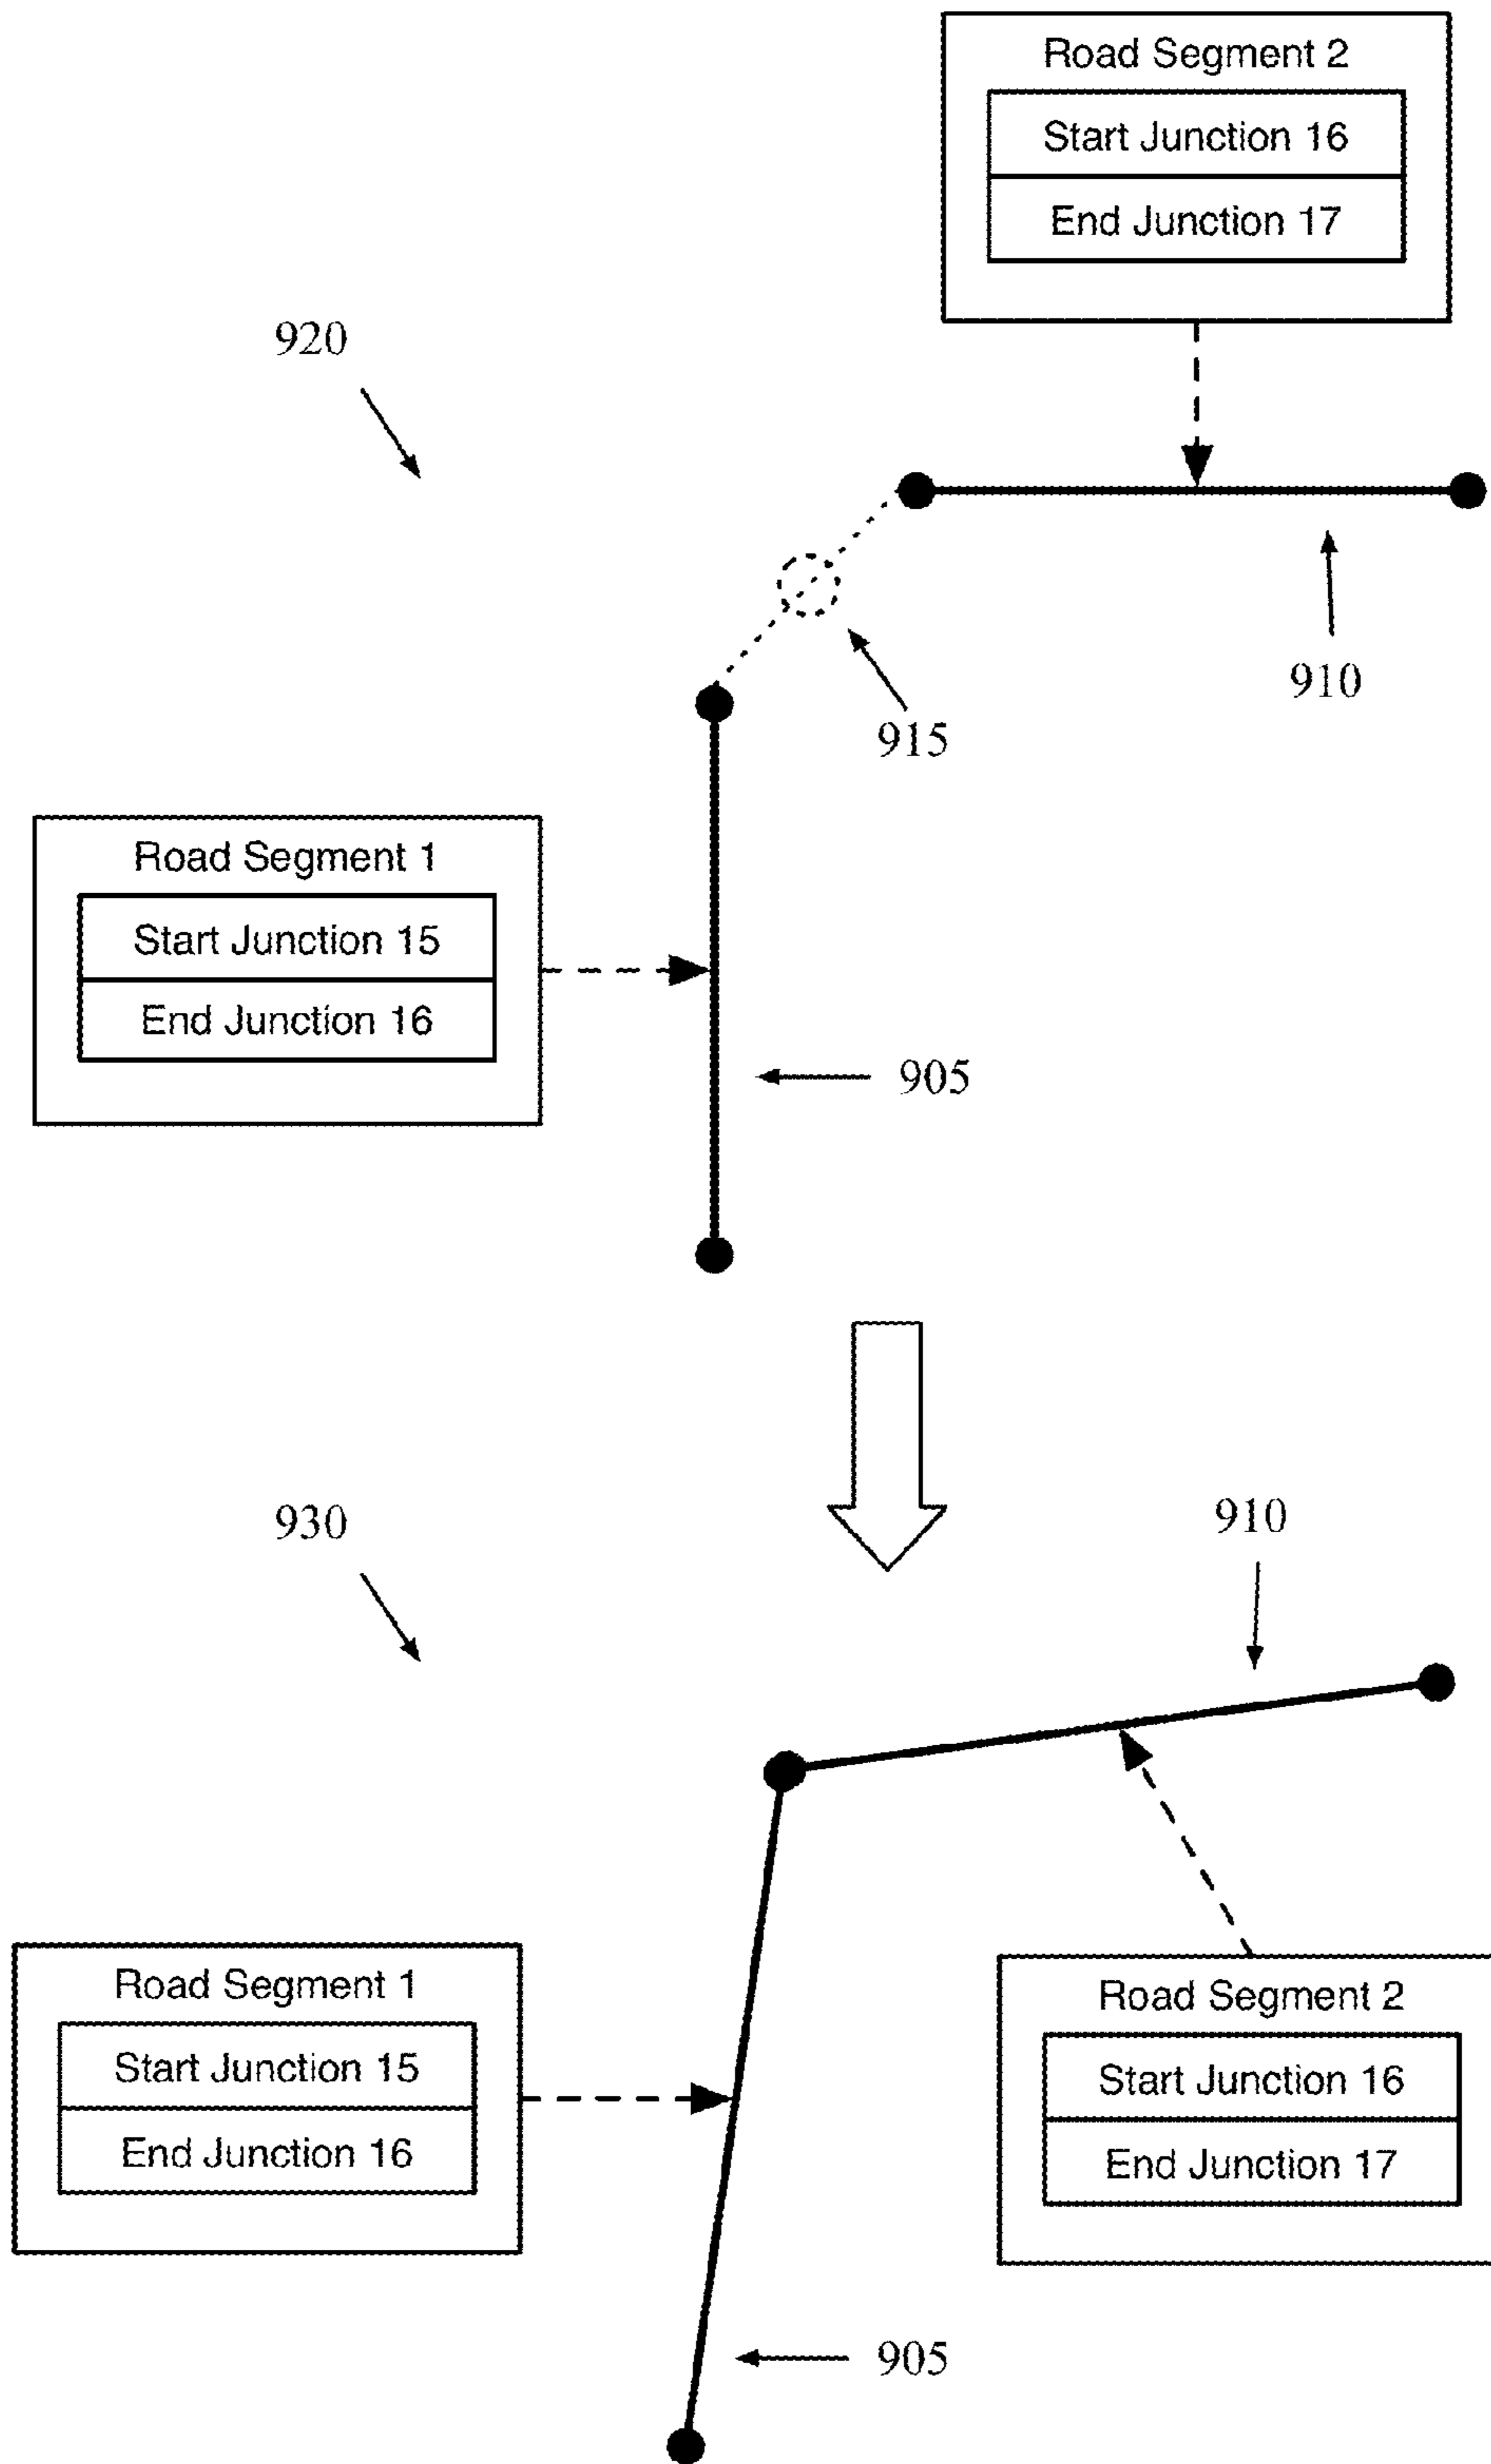 Road Segment 2
Start Junction 16
End Junction 17
920
910
915
Road Segment 1
Start Junction 15
End Junction 16
905
930
910
Road Segment 1
Start Junction 15
End Junction 16
Road Segment 2
Start Junction 16
End Junction 17
905